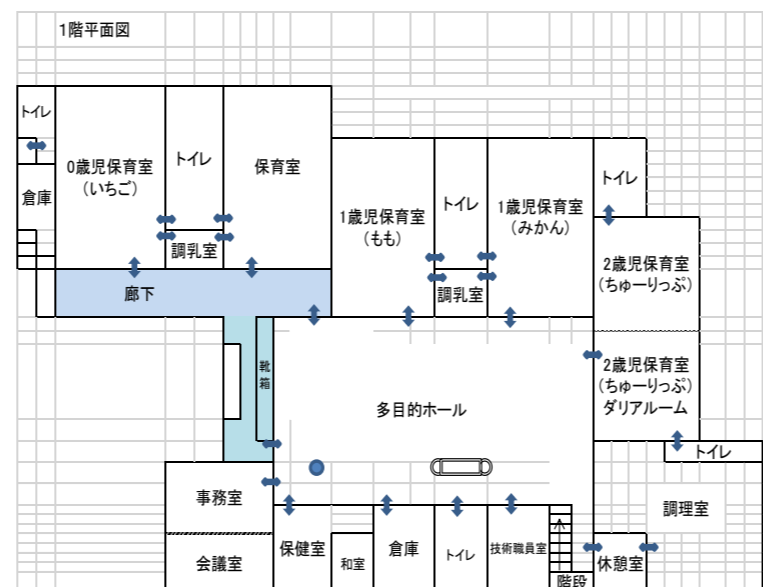 1階平面図
トイレ
倉庫
0歳児保育室
(いちご)
トイレ
調乳室
保育室
廊下
1歳児保育室
(もも)
トイレ
調乳室
1歳児保育室
(みかん)
トイレ
2歳児保育室
(ちゅーりっぷ)
2歳児保育室
(ちゅーりっぷ)
ダリアルーム
トイレ
靴箱
多目的ホール
事務室
会議室
保健室
和室
倉庫
トイレ
技術職員室
階段
休憩室
調理室